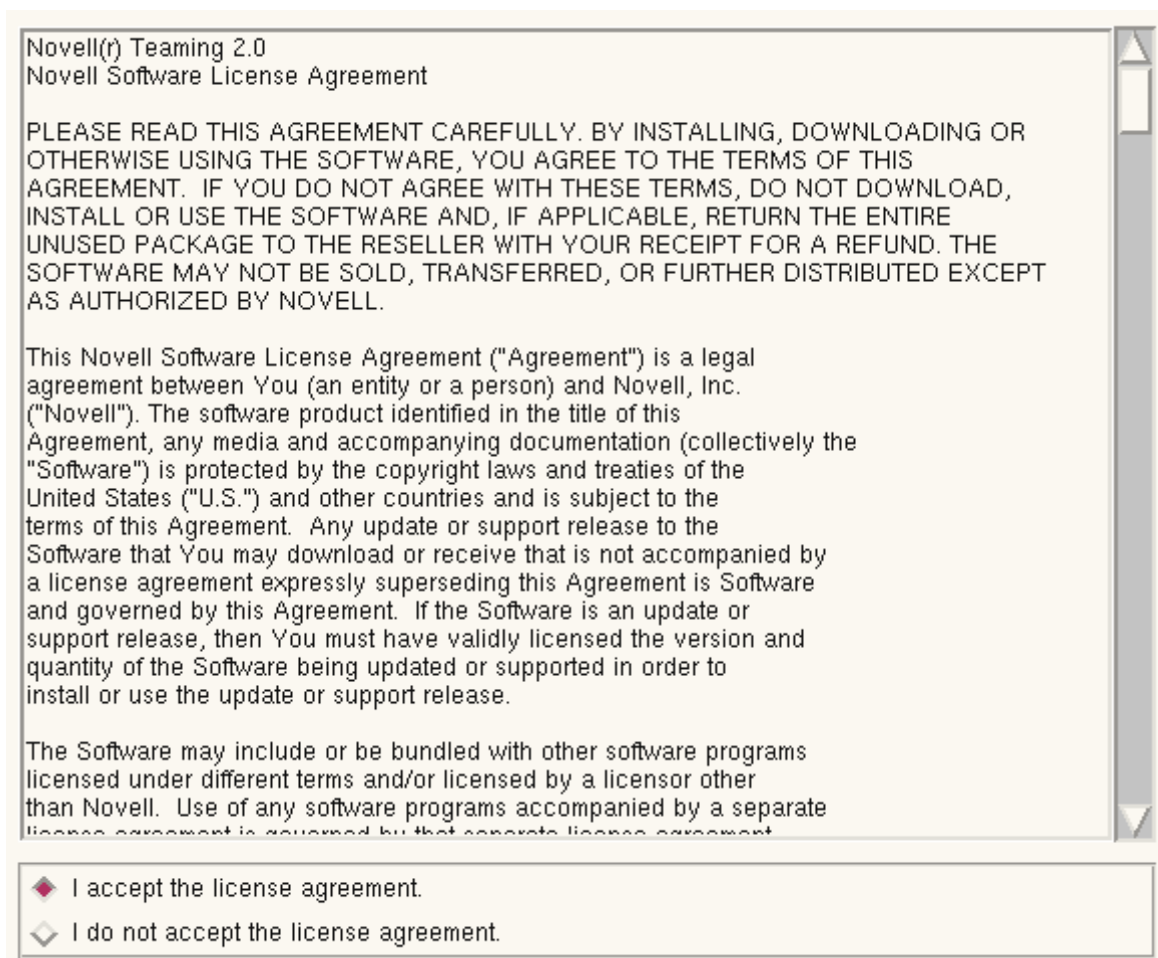 Novell(r) Teaming 2.0
Novell Software License Agreement
PLEASE READ THIS AGREEMENT CAREFULLY. BY INSTALLING, DOWNLOADING OR
OTHERWISE USING THE SOFTWARE, YOU AGREE TO THE TERMS OF THIS
AGREEMENT.  IF YOU DO NOT AGREE WITH THESE TERMS, DO NOT DOWNLOAD,
INSTALL OR USE THE SOFTWARE AND, IF APPLICABLE, RETURN THE ENTIRE
UNUSED PACKAGE TO THE RESELLER WITH YOUR RECEIPT FOR A REFUND. THE
SOFTWARE MAY NOT BE SOLD, TRANSFERRED, OR FURTHER DISTRIBUTED EXCEPT
AS AUTHORIZED BY NOVELL.
This Novell Software License Agreement ("Agreement") is a legal
agreement between You (an entity or a person) and Novell, Inc.
("Novell"). The software product identified in the title of this
Agreement, any media and accompanying documentation (collectively the
"Software") is protected by the copyright laws and treaties of the
United States ("U.S.") and other countries and is subject to the
terms of this Agreement.  Any update or support release to the
Software that You may download or receive that is not accompanied by
a license agreement expressly superseding this Agreement is Software
and governed by this Agreement.  If the Software is an update or
support release, then You must have validly licensed the version and
quantity of the Software being updated or supported in order to
install or use the update or support release.
The Software may include or be bundled with other software programs
licensed under different terms and/or licensed by a licensor other
than Novell.  Use of any software programs accompanied by a separate
license agreement is governed by that separate license agreement.
I accept the license agreement.
I do not accept the license agreement.